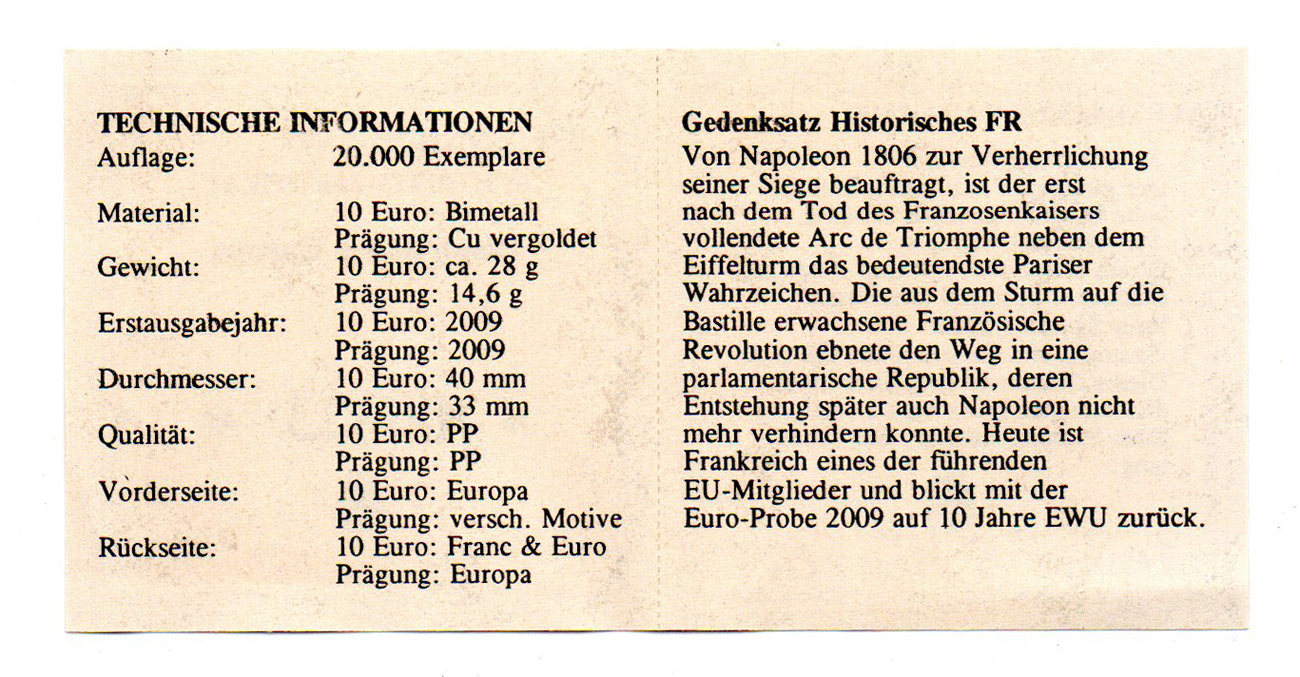 TECHNISCHE INFORMATIONEN
Auflage: 20.000 Exemplare
Material: 10 Euro: Bimetall
Prägung: Cu vergoldet
Gewicht: 10 Euro: ca. 28 g
Prägung: 14,6 g
Erstausgabejahr: 10 Euro: 2009
Prägung: 2009
Durchmesser: 10 Euro: 40 mm
Prägung: 33 mm
Qualität: 10 Euro: PP
Prägung: PP
Vorderseite: 10 Euro: Europa
Prägung: versch. Motive
Rückseite: 10 Euro: Franc & Euro
Prägung: Europa
Gedenksatz Historisches FR
Von Napoleon 1806 zur Verherrlichung
seiner Siege beauftragt, ist der erst
nach dem Tod des Franzosenkaisers
vollendete Arc de Triomphe neben dem
Eiffelturm das bedeutendste Pariser
Wahrzeichen. Die aus dem Sturm auf die
Bastille erwachsene Französische
Revolution ebnete den Weg in eine
parlamentarische Republik, deren
Entstehung später auch Napoleon nicht
mehr verhindern konnte. Heute ist
Frankreich eines der führenden
EU-Mitglieder und blickt mit der
Euro-Probe 2009 auf 10 Jahre EWU zurück.